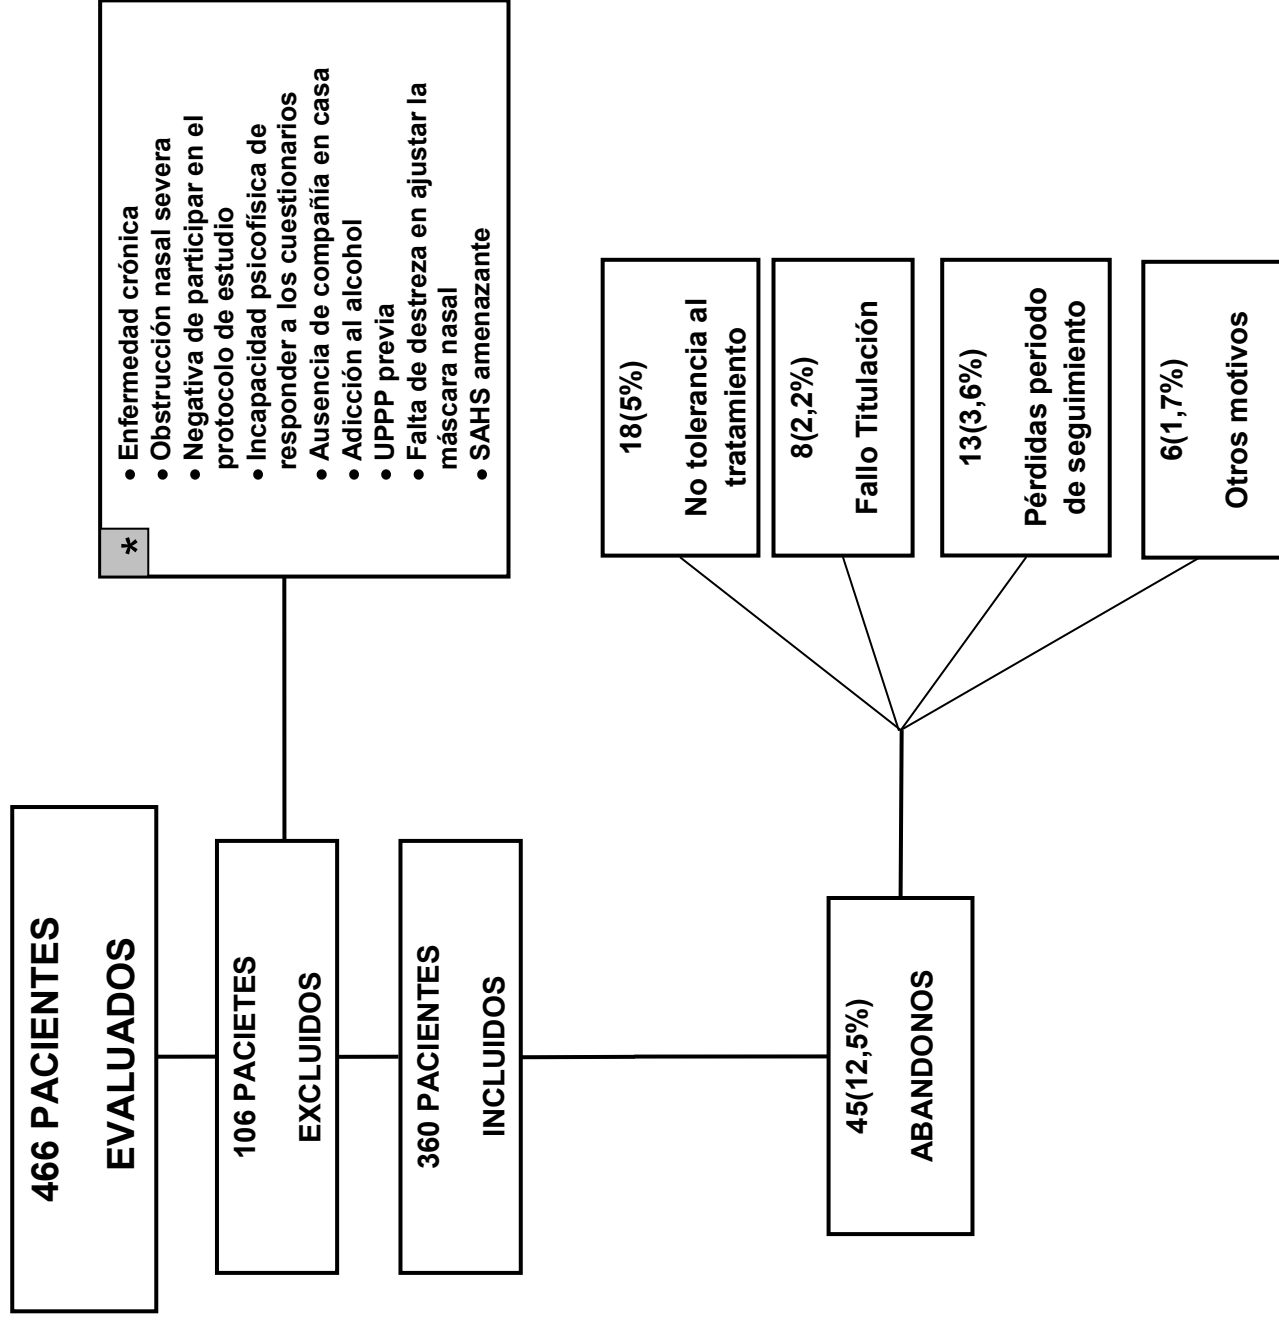 466 PACIENTES
EVALUADOS
106 PACIETES
EXCLUIDOS
*
• Enfermedad crónica
• Obstrucción nasal severa
• Negativa de participar en el
protocolo de estudio
• Incapacidad psicofísica de
responder a los cuestionarios
• Ausencia de compañía en casa
• Adicción al alcohol
• UPPP previa
• Falta de destreza en ajustar la
máscara nasal
• SAHS amenazante
360 PACIENTES
INCLUIDOS
45(12,5%)
ABANDONOS
18(5%)
No tolerancia al
tratamiento
8(2,2%)
Fallo Titulación
13(3,6%)
Pérdidas periodo
de seguimiento
6(1,7%)
Otros motivos